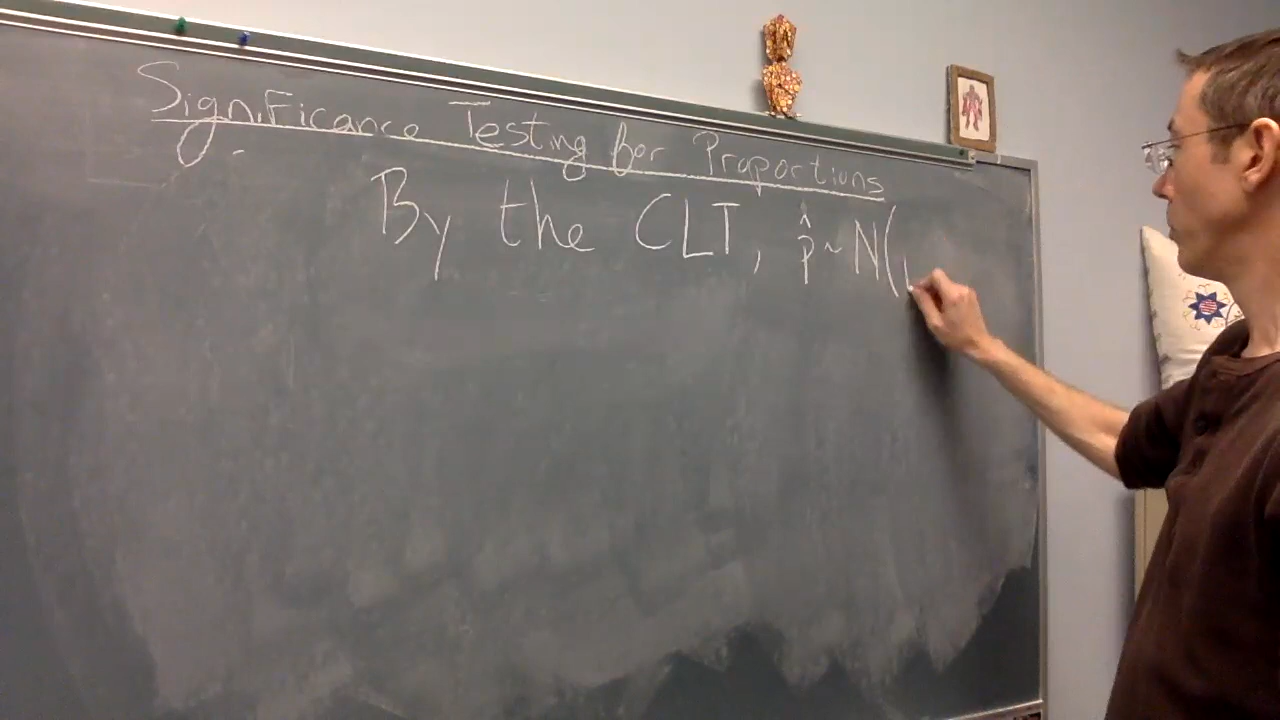 Significance Testing for Proportions
By the CLT, p̂ ~ N(